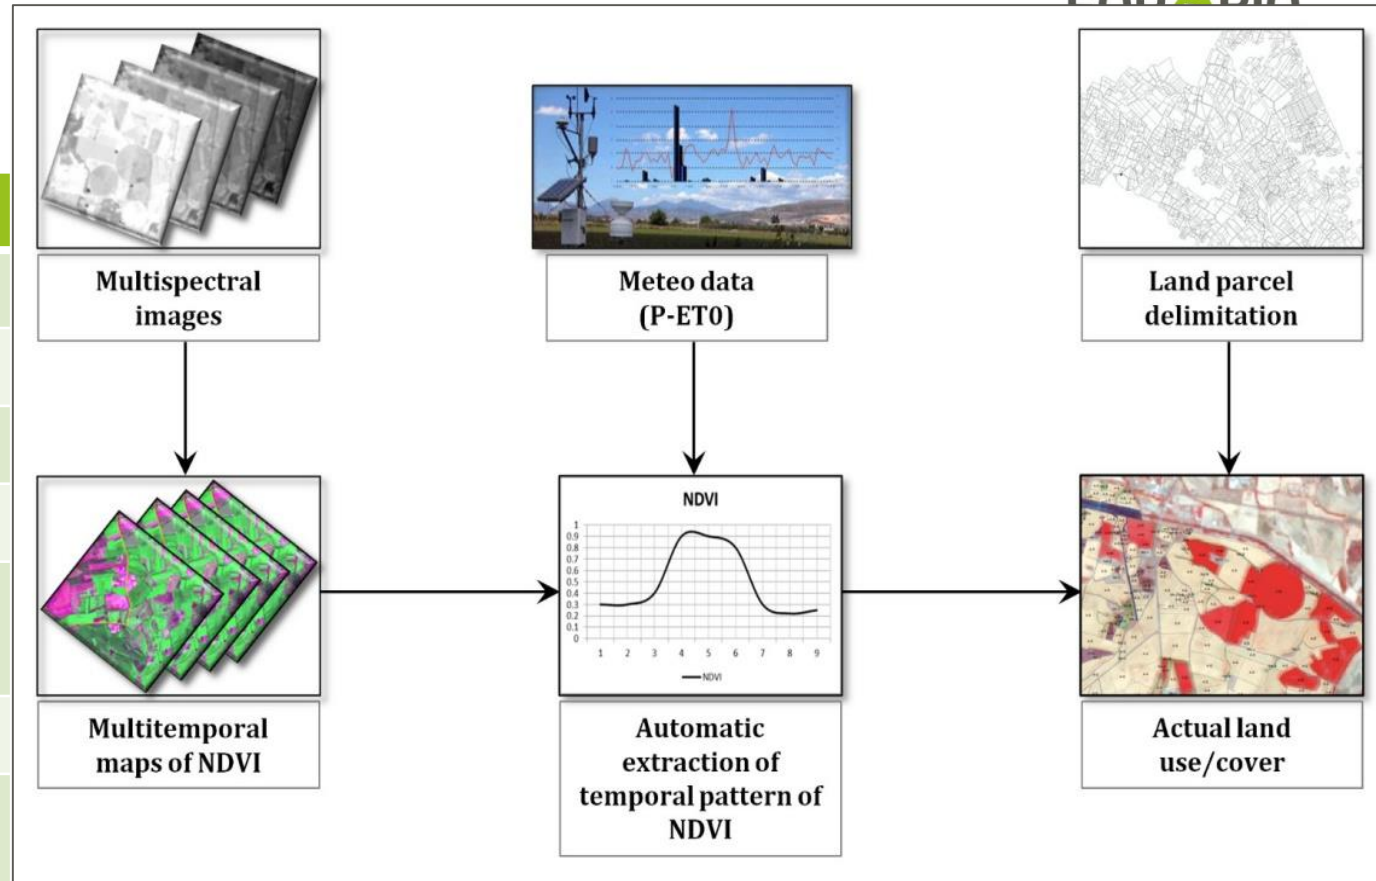 Multispectral
images
Meteo data
(P-ET0)
Land parcel
delimitation
NDVI
1
0.9
0.8
0.7
0.6
0.5
0.4
0.3
0.2
0.1
0
1 2 3 4 5 6 7 8 9
NDVI
Multitemporal
maps of NDVI
Automatic
extraction of
temporal pattern of
NDVI
Actual land
use/cover